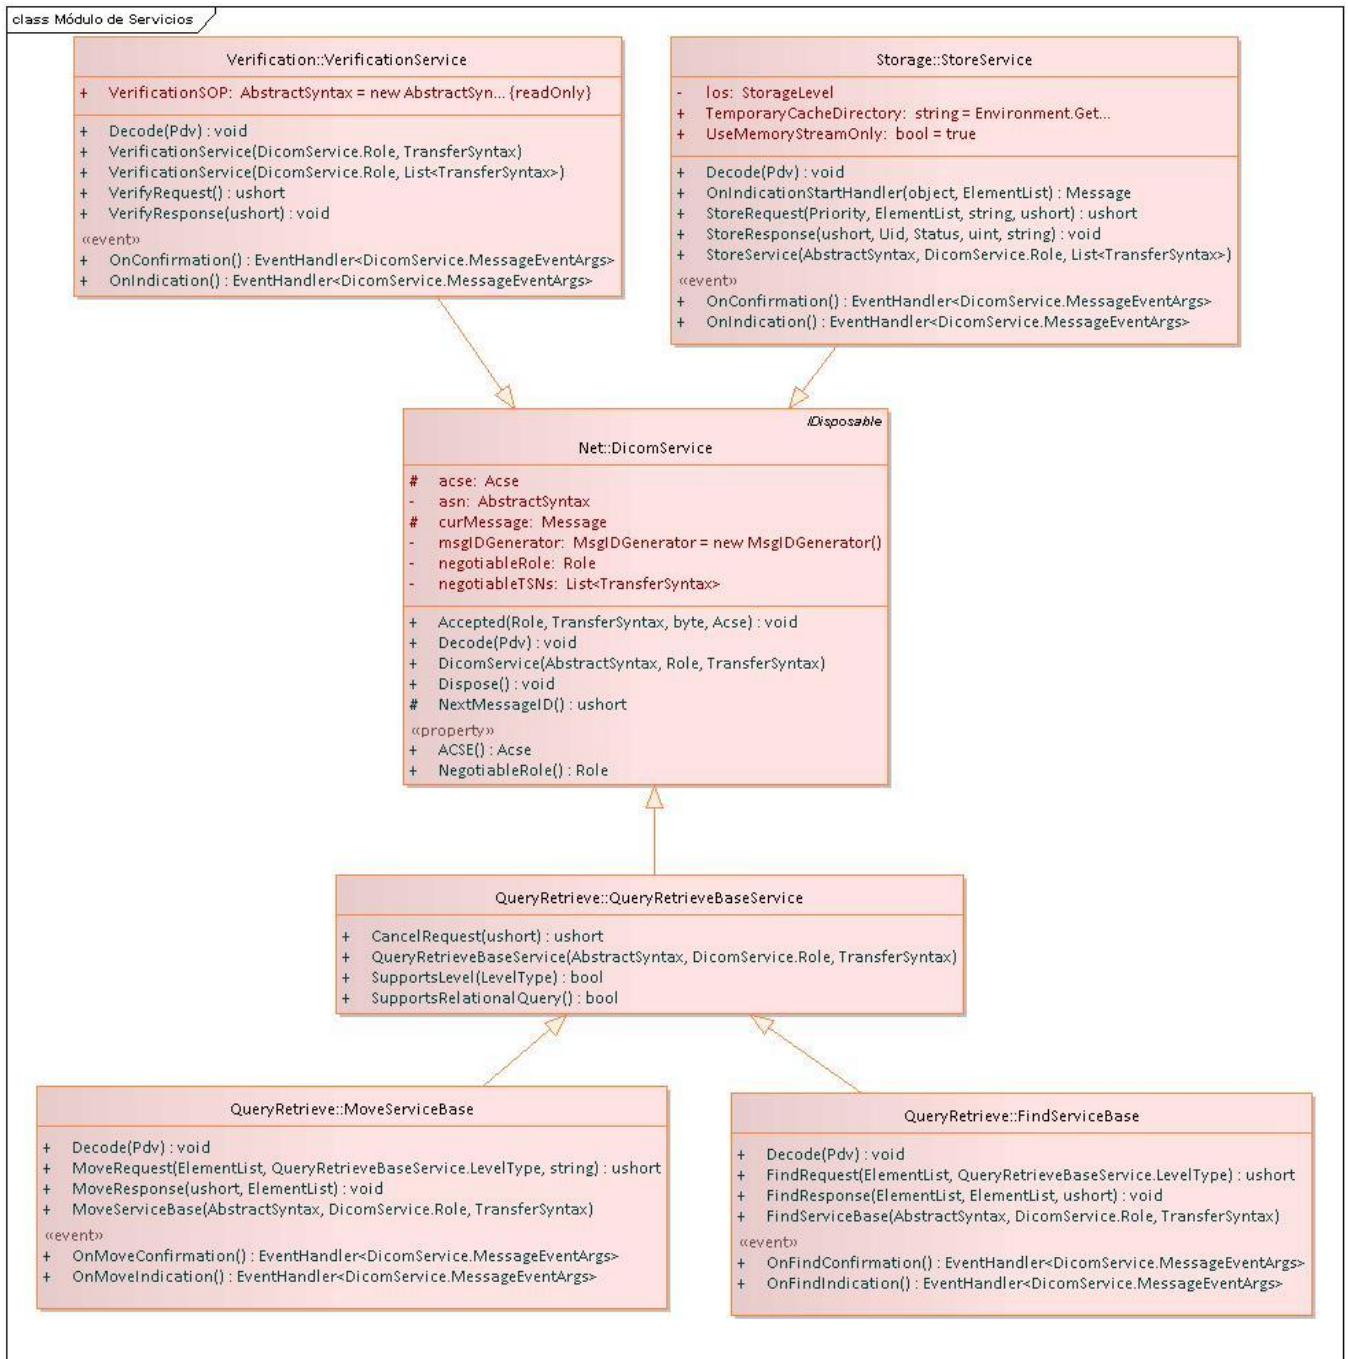 class Módulo de Servicios
Verification::VerificationService
+ VerificationSOP: AbstractSyntax = new AbstractSyn... {readOnly}
+ Decode(Pdv) : void
+ VerificationService(DicomService.Role, TransferSyntax)
+ VerificationService(DicomService.Role, List<TransferSyntax>)
+ VerifyRequest() : ushort
+ VerifyResponse(ushort) : void
«event»
+ OnConfirmation() : EventHandler<DicomService.MessageEventArgs>
+ OnIndication() : EventHandler<DicomService.MessageEventArgs>
Storage::StoreService
- los: StorageLevel
+ TemporaryCacheDirectory: string = Environment.Get...
+ UseMemoryStreamOnly: bool = true
+ Decode(Pdv) : void
+ OnIndicationStartHandler(object, ElementList) : Message
+ StoreRequest(Priority, ElementList, string, ushort) : ushort
+ StoreResponse(ushort, Uid, Status, uint, string) : void
+ StoreService(AbstractSyntax, DicomService.Role, List<TransferSyntax>)
«event»
+ OnConfirmation() : EventHandler<DicomService.MessageEventArgs>
+ OnIndication() : EventHandler<DicomService.MessageEventArgs>
IDisposable
Net::DicomService
# acse: Acse
- asn: AbstractSyntax
# curMessage: Message
- msgIDGenerator: MsgIDGenerator = new MsgIDGenerator()
- negotiableRole: Role
- negotiableTSNs: List<TransferSyntax>
+ Accepted(Role, TransferSyntax, byte, Acse) : void
+ Decode(Pdv) : void
+ DicomService(AbstractSyntax, Role, TransferSyntax)
+ Dispose() : void
# NextMessageID() : ushort
«property»
+ ACSE() : Acse
+ NegotiableRole() : Role
QueryRetrieve::QueryRetrieveBaseService
+ CancelRequest(ushort) : ushort
+ QueryRetrieveBaseService(AbstractSyntax, DicomService.Role, TransferSyntax)
+ SupportsLevel(LevelType) : bool
+ SupportsRelationalQuery() : bool
QueryRetrieve::MoveServiceBase
+ Decode(Pdv) : void
+ MoveRequest(ElementList, QueryRetrieveBaseService.LevelType, string) : ushort
+ MoveResponse(ushort, ElementList) : void
+ MoveServiceBase(AbstractSyntax, DicomService.Role, TransferSyntax)
«event»
+ OnMoveConfirmation() : EventHandler<DicomService.MessageEventArgs>
+ OnMoveIndication() : EventHandler<DicomService.MessageEventArgs>
QueryRetrieve::FindServiceBase
+ Decode(Pdv) : void
+ FindRequest(ElementList, QueryRetrieveBaseService.LevelType) : ushort
+ FindResponse(ElementList, ElementList, ushort) : void
+ FindServiceBase(AbstractSyntax, DicomService.Role, TransferSyntax)
«event»
+ OnFindConfirmation() : EventHandler<DicomService.MessageEventArgs>
+ OnFindIndication() : EventHandler<DicomService.MessageEventArgs>